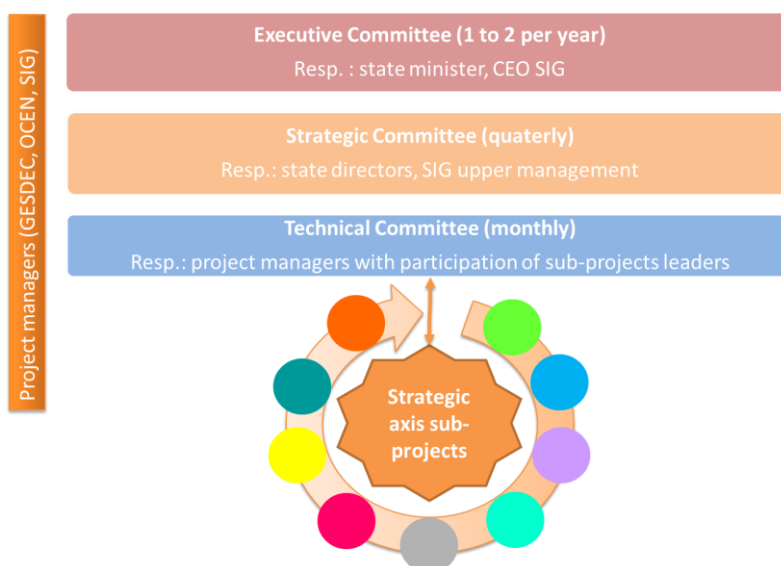 Project managers (GESDEC, OCEN, SIG)
Executive Committee (1 to 2 per year)
Resp. : state minister, CEO SIG
Strategic Committee (quaterly)
Resp.: state directors, SIG upper management
Technical Committee (monthly)
Resp.: project managers with participation of sub-projects leaders
Strategic
axis sub-
projects